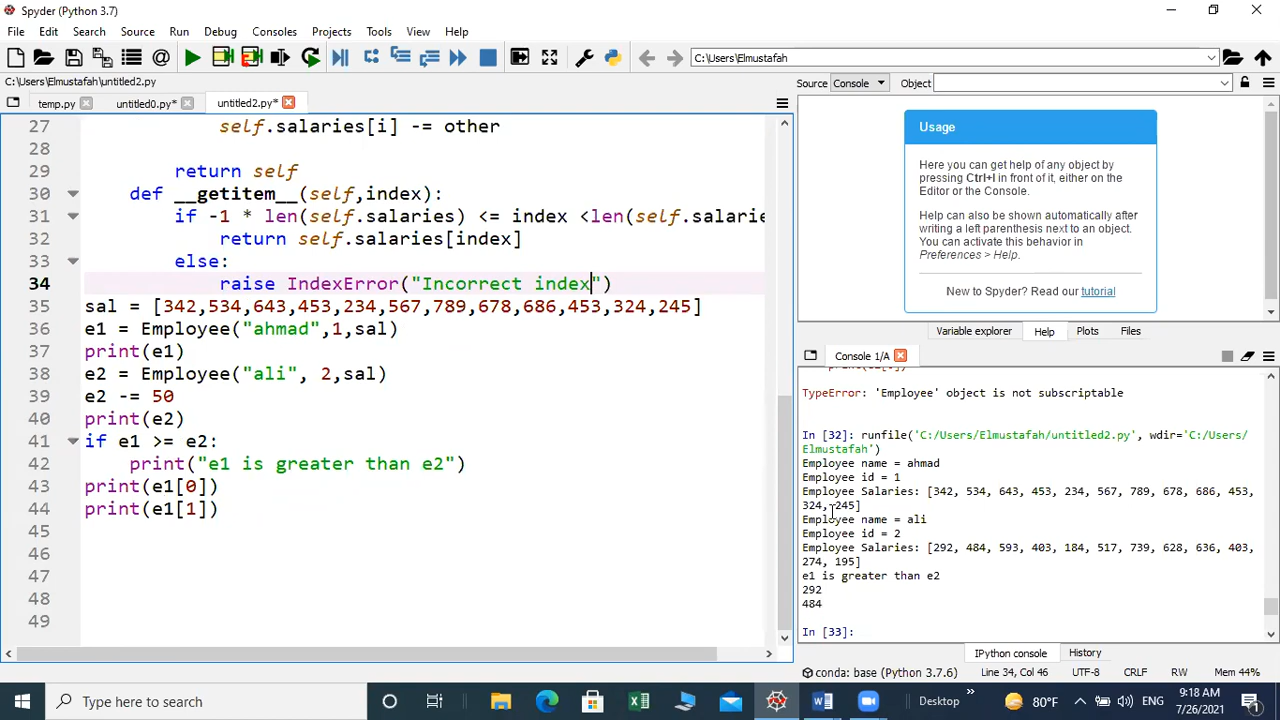 Spyder (Python 3.7)
File Edit Search Source Run Debug Consoles Projects Tools View Help
C:\Users\Elmustafah
C:\Users\Elmustafah\untitled2.py
temp.py untitled0.py* untitled2.py*
27 self.salaries[i] -= other
28
29 return self
30 def __getitem__(self,index):
31 if -1 * len(self.salaries) <= index <len(self.salarie
32 return self.salaries[index]
33 else:
34 raise IndexError("Incorrect index")
35 sal = [342,534,643,453,234,567,789,678,686,453,324,245]
36 e1 = Employee("ahmad",1,sal)
37 print(e1)
38 e2 = Employee("ali", 2,sal)
39 e2 -= 50
40 print(e2)
41 if e1 >= e2:
42 print("e1 is greater than e2")
43 print(e1[0])
44 print(e1[1])
45
46
47
48
49
Source Console Object
Usage
Here you can get help of any object by
pressing Ctrl+I in front of it, either on the
Editor or the Console.
Help can also be shown automatically after
writing a left parenthesis next to an object.
You can activate this behavior in
Preferences > Help.
New to Spyder? Read our tutorial
Variable explorer Help Plots Files
Console 1/A
TypeError: 'Employee' object is not subscriptable
In [32]: runfile('C:/Users/Elmustafah/untitled2.py', wdir='C:/Users/
Elmustafah')
Employee name = ahmad
Employee id = 1
Employee Salaries: [342, 534, 643, 453, 234, 567, 789, 678, 686, 453,
324, 245]
Employee name = ali
Employee id = 2
Employee Salaries: [292, 484, 593, 403, 184, 517, 739, 628, 636, 403,
274, 195]
e1 is greater than e2
292
484
In [33]:
IPython console History
conda: base (Python 3.7.6) Line 34, Col 46 UTF-8 CRLF RW Mem 44%
Type here to search
Desktop » 80°F ENG
9:18 AM
7/26/2021